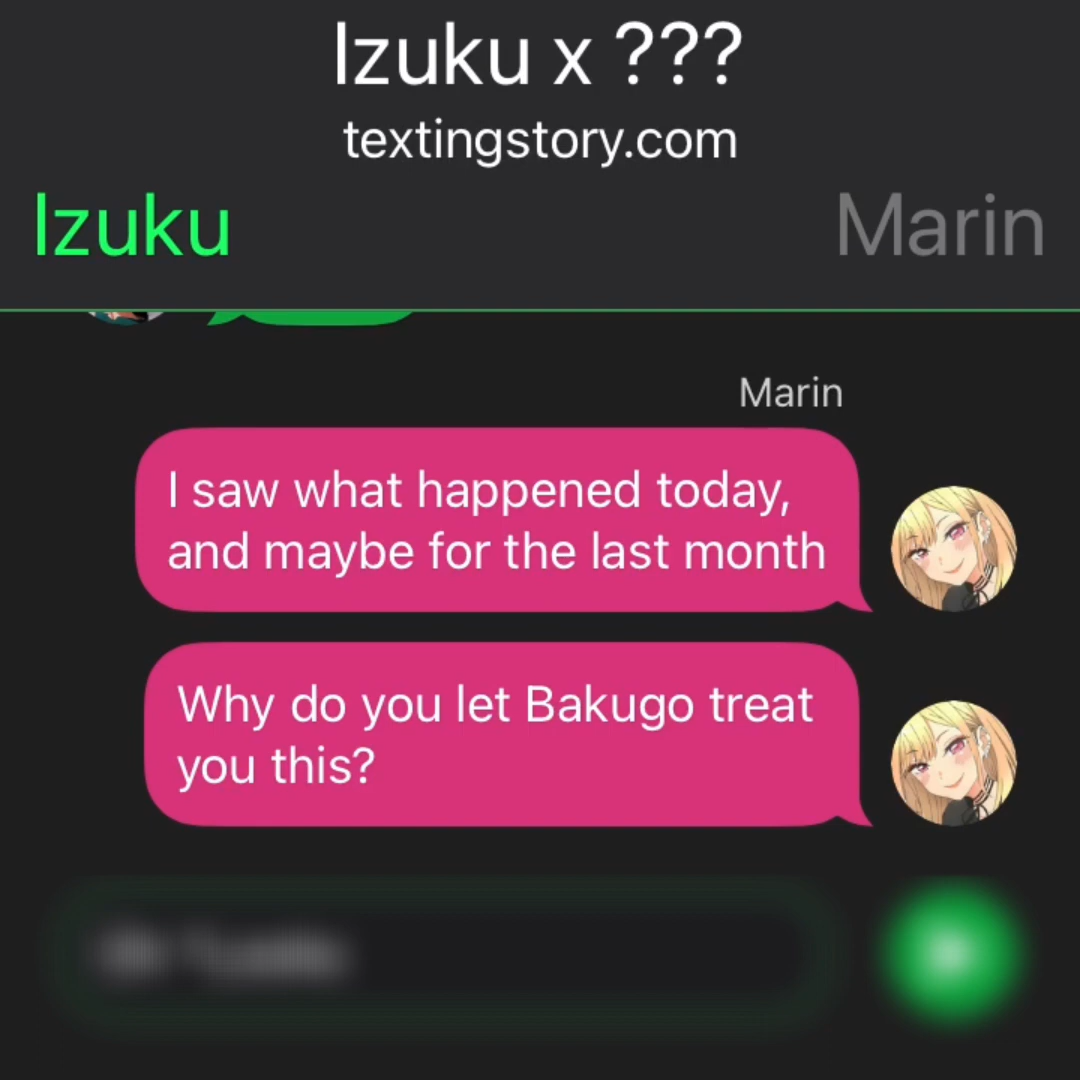 Izuku x ???
textingstory.com
Izuku
Marin
Marin
I saw what happened today,
and maybe for the last month
Why do you let Bakugo treat
you this?